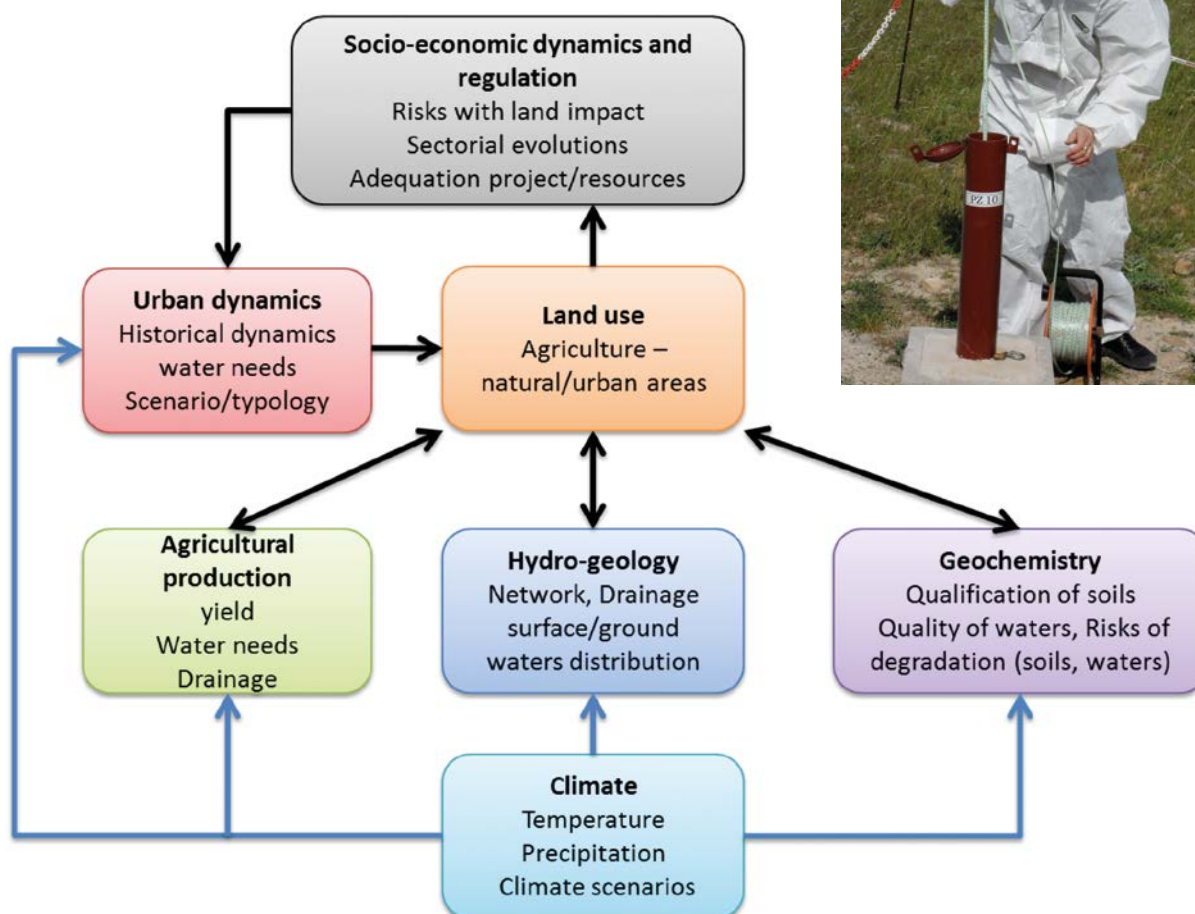 Socio-economic dynamics and
regulation
Risks with land impact
Sectorial evolutions
Adequation project/resources
PZ 10
Urban dynamics
Historical dynamics
water needs
Scenario/typology
Land use
Agriculture –
natural/urban areas
Agricultural
production
yield
Water needs
Drainage
Hydro-geology
Network, Drainage
surface/ground
waters distribution
Geochemistry
Qualification of soils
Quality of waters, Risks of
degradation (soils, waters)
Climate
Temperature
Precipitation
Climate scenarios